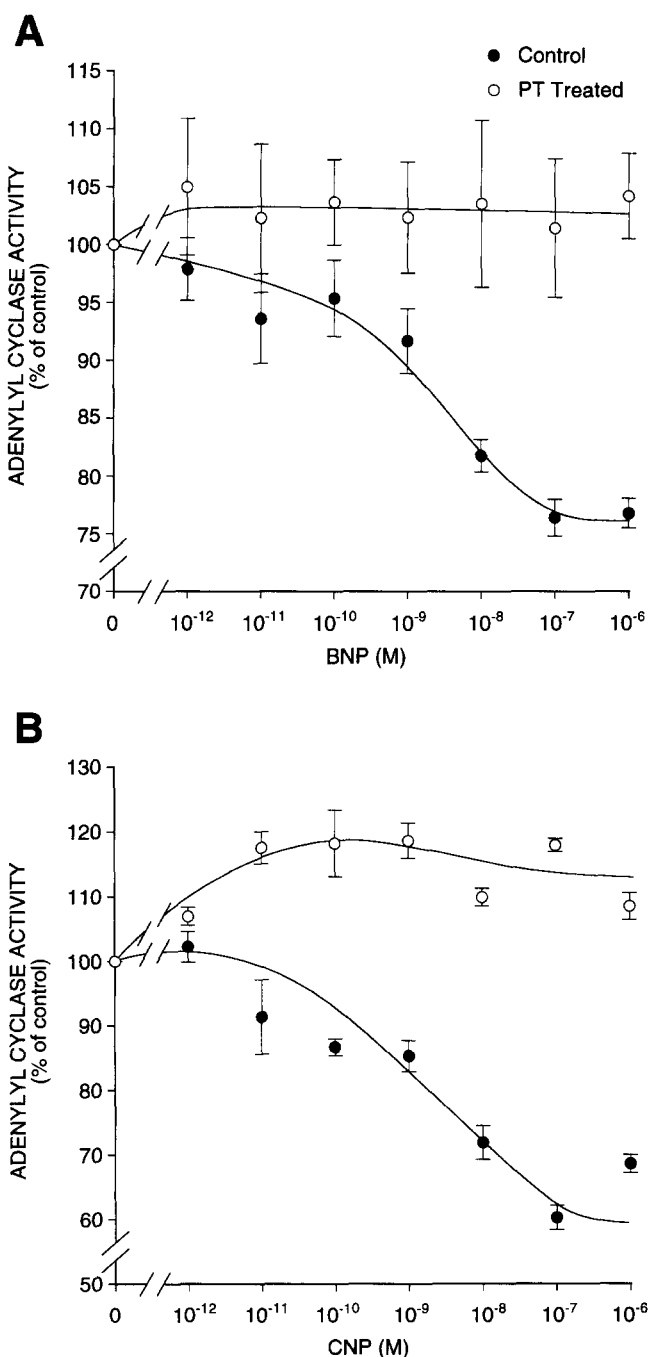 A
● Control
○ PT Treated
115
110
105
100
95
90
85
80
75
70
ADENYLYL CYCLASE ACTIVITY
(% of control)
0 10⁻¹² 10⁻¹¹ 10⁻¹⁰ 10⁻⁹ 10⁻⁸ 10⁻⁷ 10⁻⁶
BNP (M)
B
130
120
110
100
90
80
70
60
50
ADENYLYL CYCLASE ACTIVITY
(% of control)
0 10⁻¹² 10⁻¹¹ 10⁻¹⁰ 10⁻⁹ 10⁻⁸ 10⁻⁷ 10⁻⁶
CNP (M)